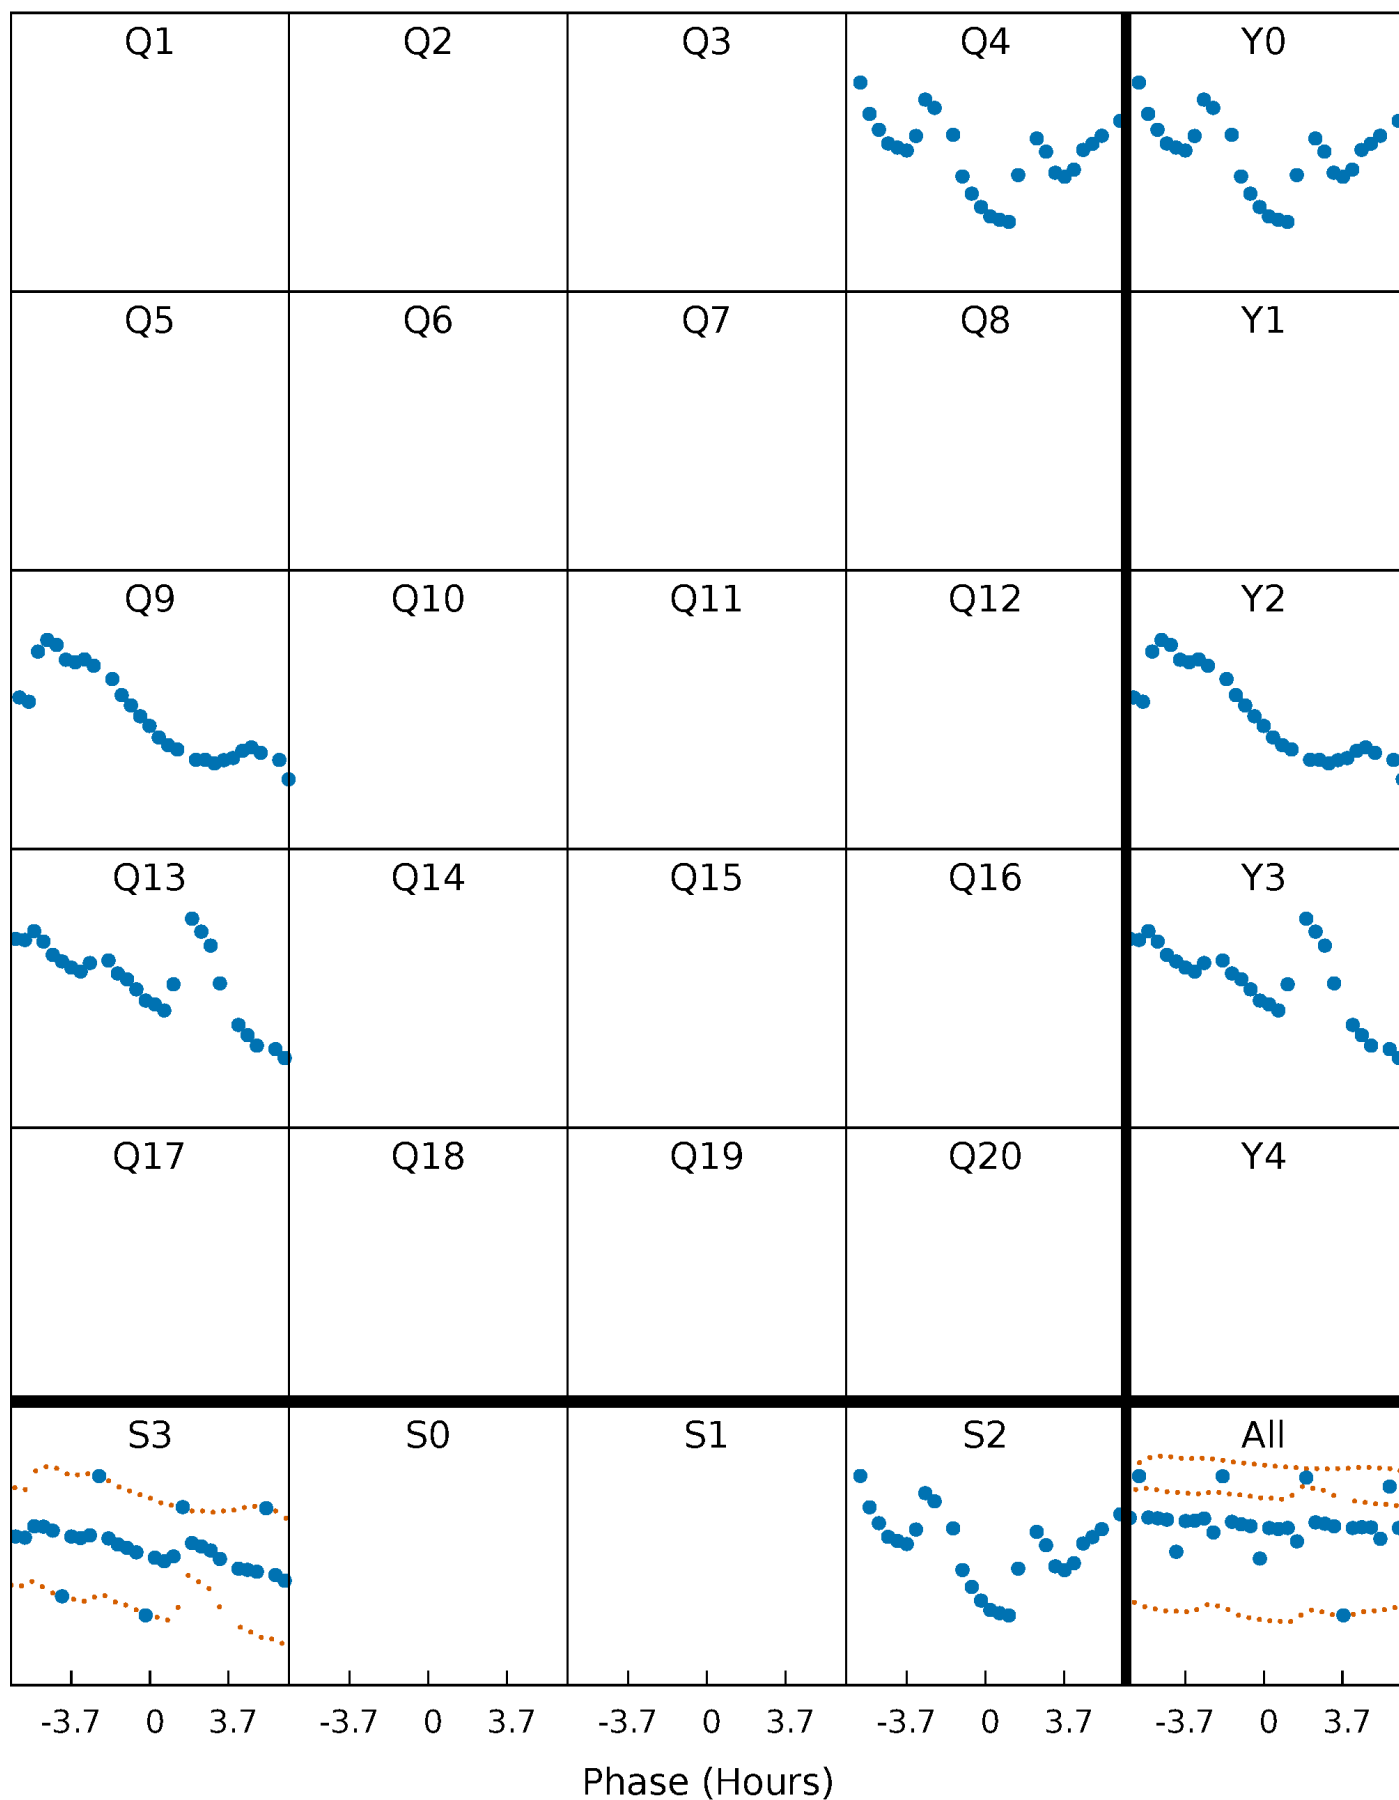 Q1 Q2 Q3 Q4 Y0
Q5 Q6 Q7 Q8 Y1
Q9 Q10 Q11 Q12 Y2
Q13 Q14 Q15 Q16 Y3
Q17 Q18 Q19 Q20 Y4
S3 S0 S1 S2 All
-3.7 0 3.7 -3.7 0 3.7 -3.7 0 3.7 -3.7 0 3.7 -3.7 0 3.7
Phase (Hours)